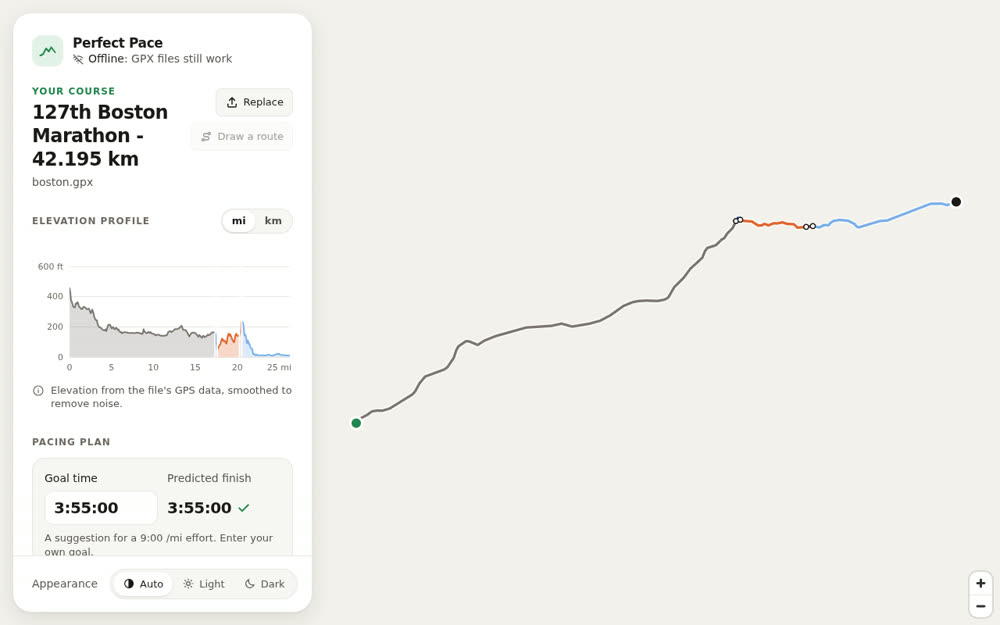 Perfect Pace
Offline: GPX files still work
YOUR COURSE
127th Boston
Marathon -
42.195 km
boston.gpx
Replace
Draw a route
ELEVATION PROFILE
mi
km
600 ft
400
200
0
0
5
10
15
20
25 mi
Elevation from the file's GPS data, smoothed to
remove noise.
PACING PLAN
Goal time
Predicted finish
3:55:00
3:55:00
A suggestion for a 9:00 /mi effort. Enter your
own goal.
Appearance
Auto
Light
Dark
+
−